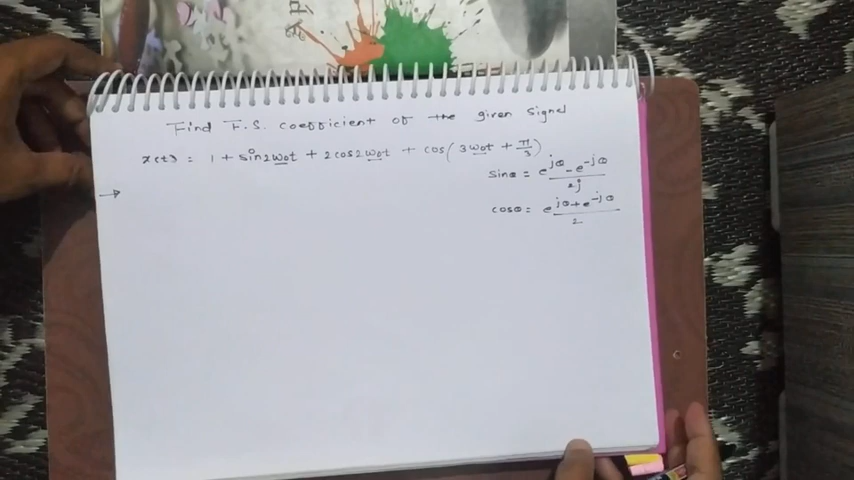 Find F.S. coefficient of the given signal
x(t) = 1 + sin2ω₀t + 2cos2ω₀t + cos(3ω₀t + π/3)
sinθ = e^jθ - e^-jθ / 2j
→
cosθ = e^jθ + e^-jθ / 2